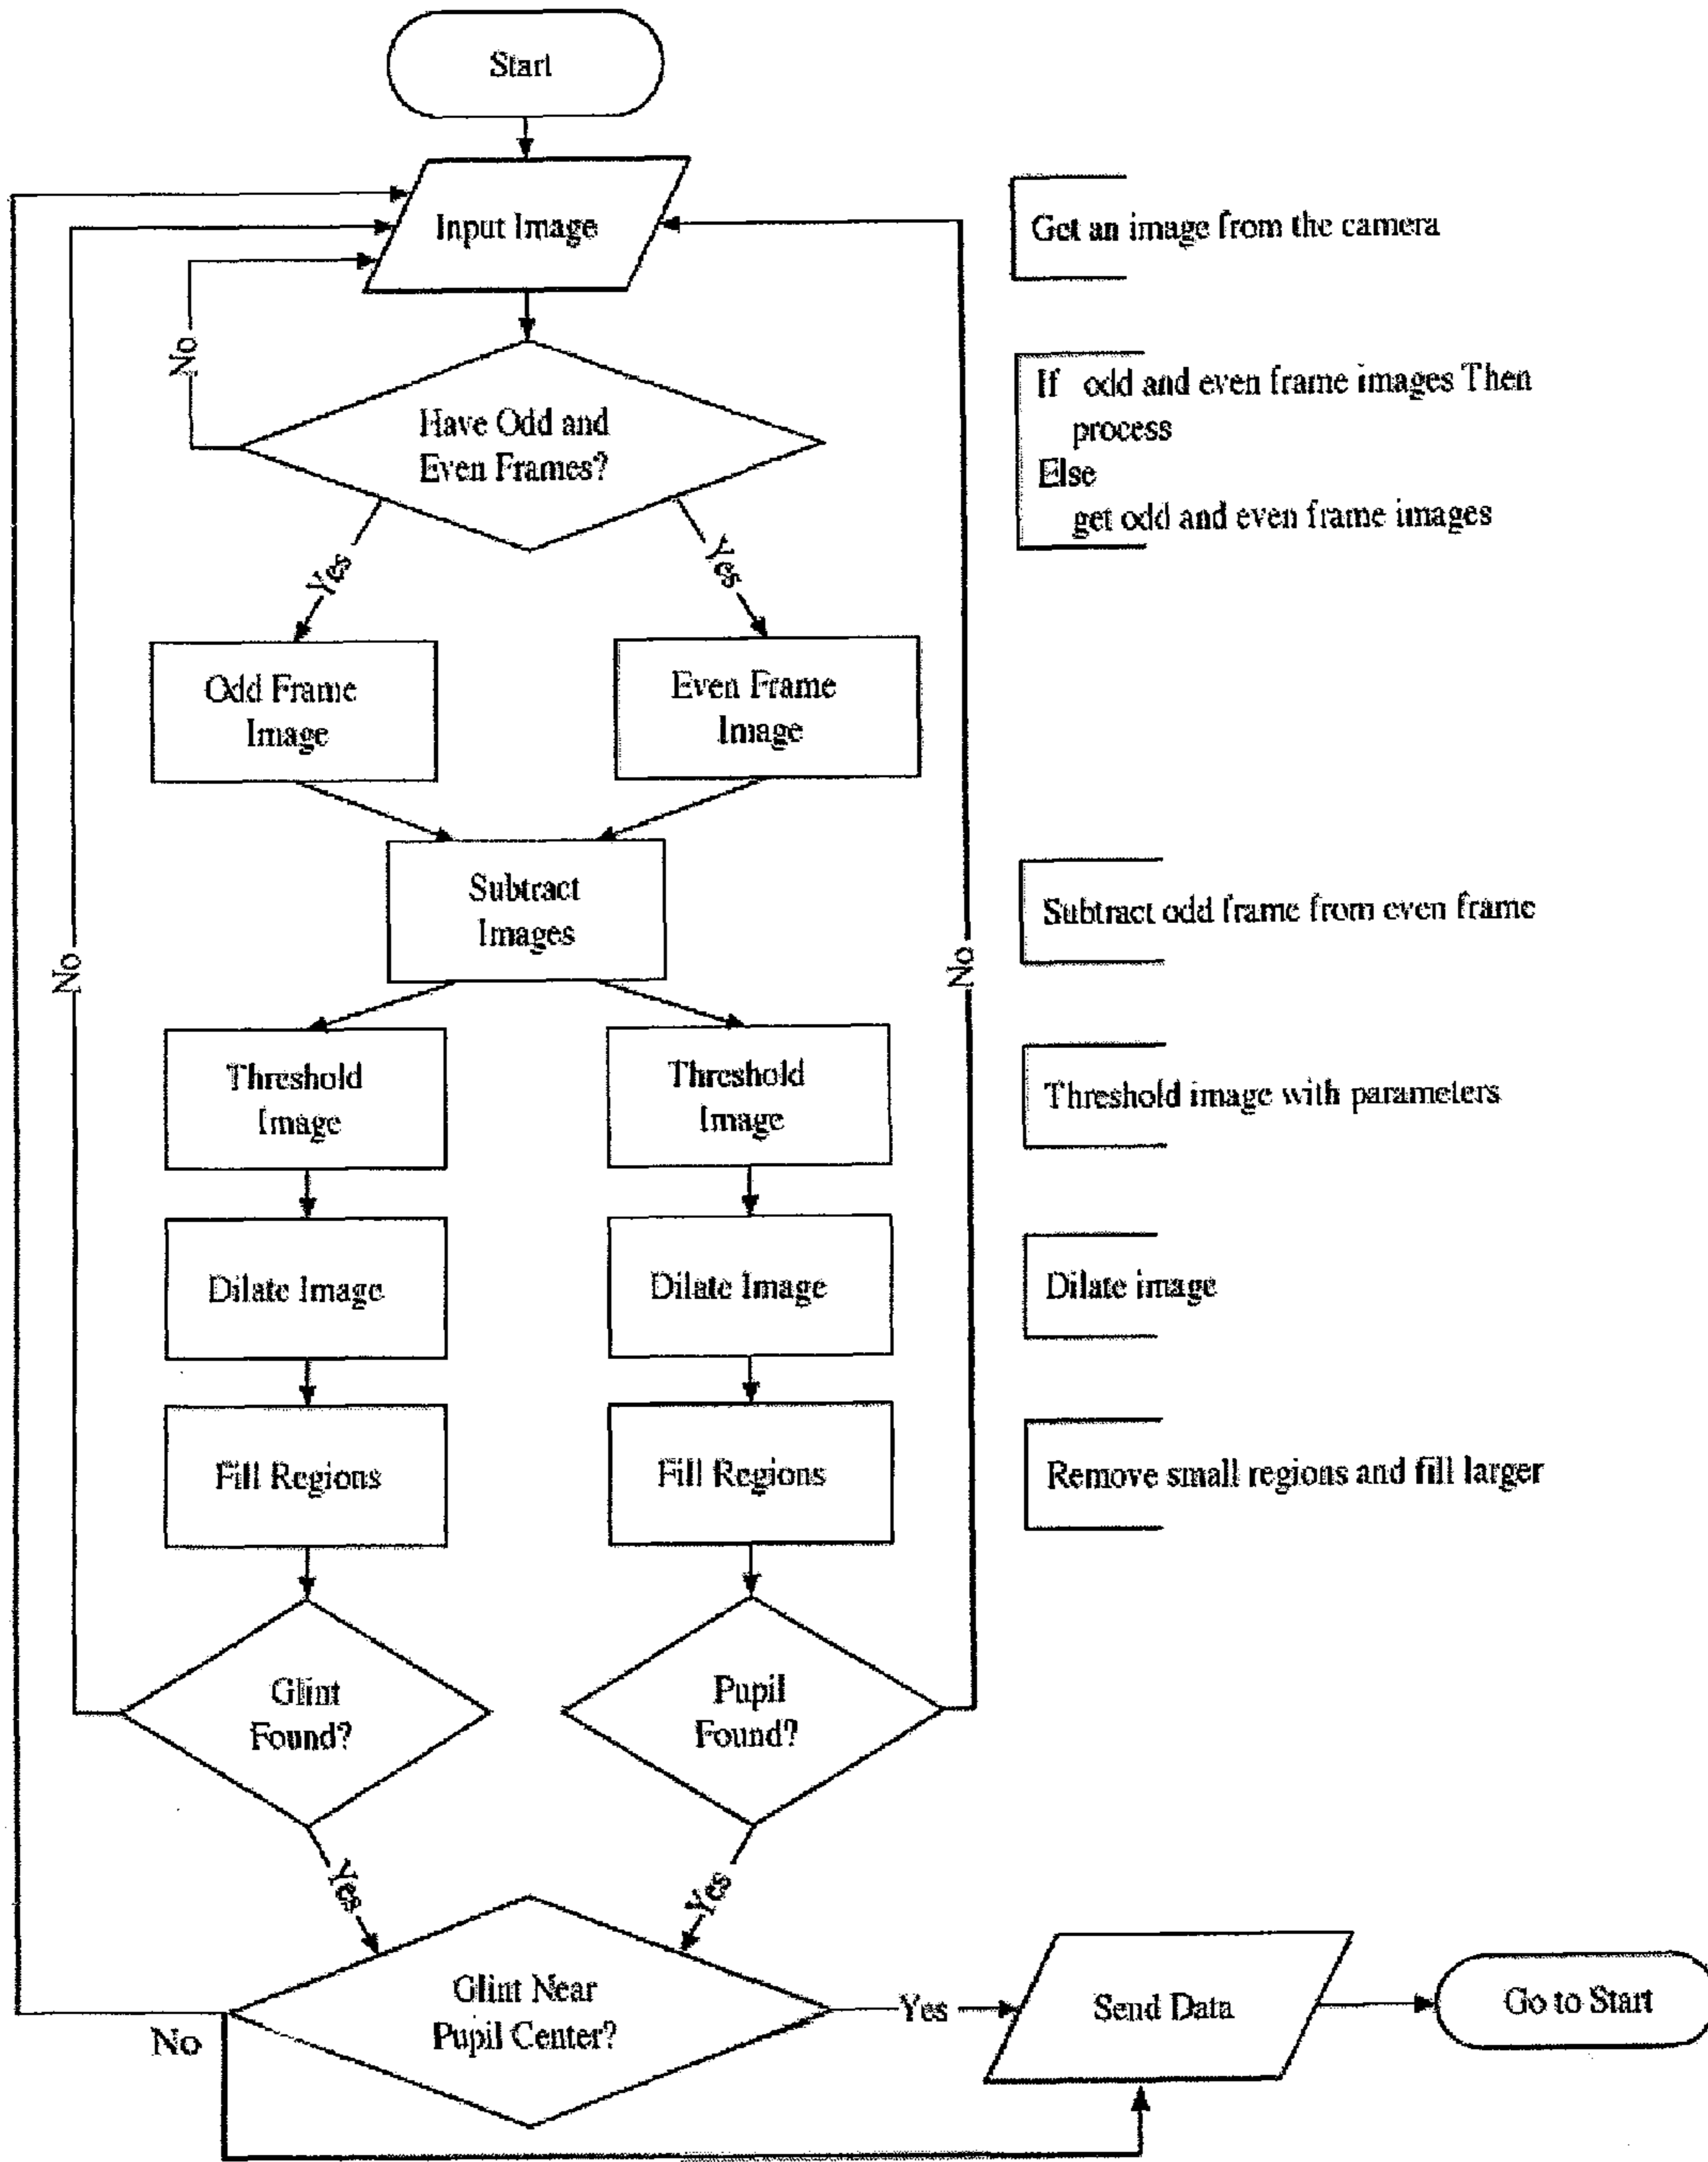 Start
Input Image
Get an image from the camera
No
Have Odd and
Even Frames?
If odd and even frame images Then
process
Else
get odd and even frame images
Yes
Yes
Odd Frame
Image
Even Frame
Image
Subtract
Images
Subtract odd frame from even frame
No
No
Threshold
Image
Threshold
Image
Threshold image with parameters
Dilate Image
Dilate Image
Dilate image
Fill Regions
Fill Regions
Remove small regions and fill larger
Glint
Found?
Pupil
Found?
Yes
Yes
Glint Near
Pupil Center?
No
Yes
Send Data
Go to Start